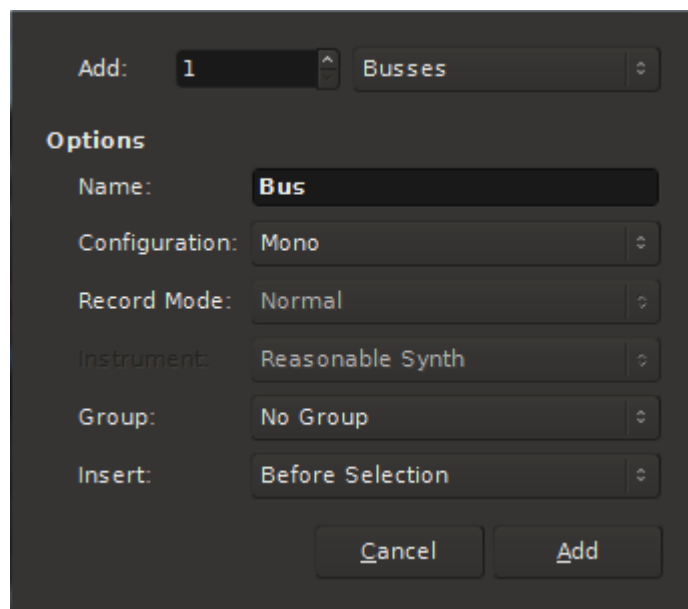 Add: 1 Busses
Options
Name: Bus
Configuration: Mono
Record Mode: Normal
Instrument: Reasonable Synth
Group: No Group
Insert: Before Selection
Cancel Add